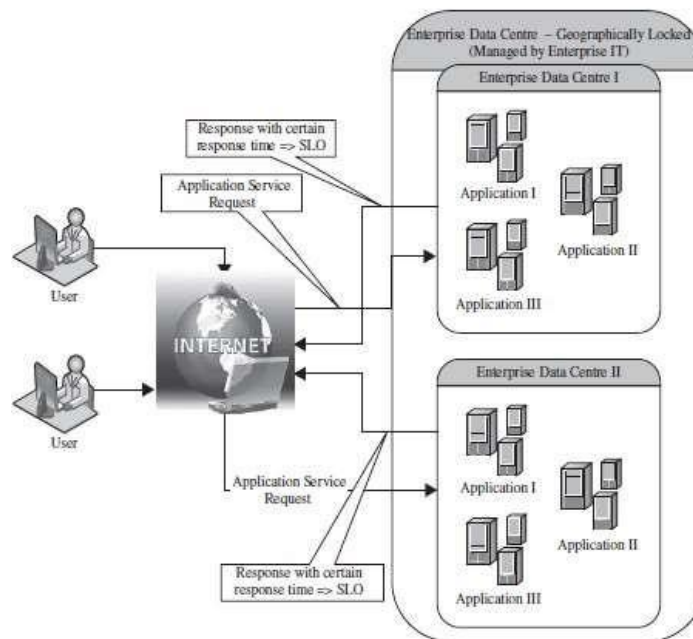 Enterprise Data Centre – Geographically Locked
(Managed by Enterprise IT)
Enterprise Data Centre I
Response with certain
response time => SLO
Application Service
Request
Application I
Application II
Application III
User
INTERNET
User
Enterprise Data Centre II
Application I
Application II
Application III
Application Service
Request
Response with certain
response time => SLO